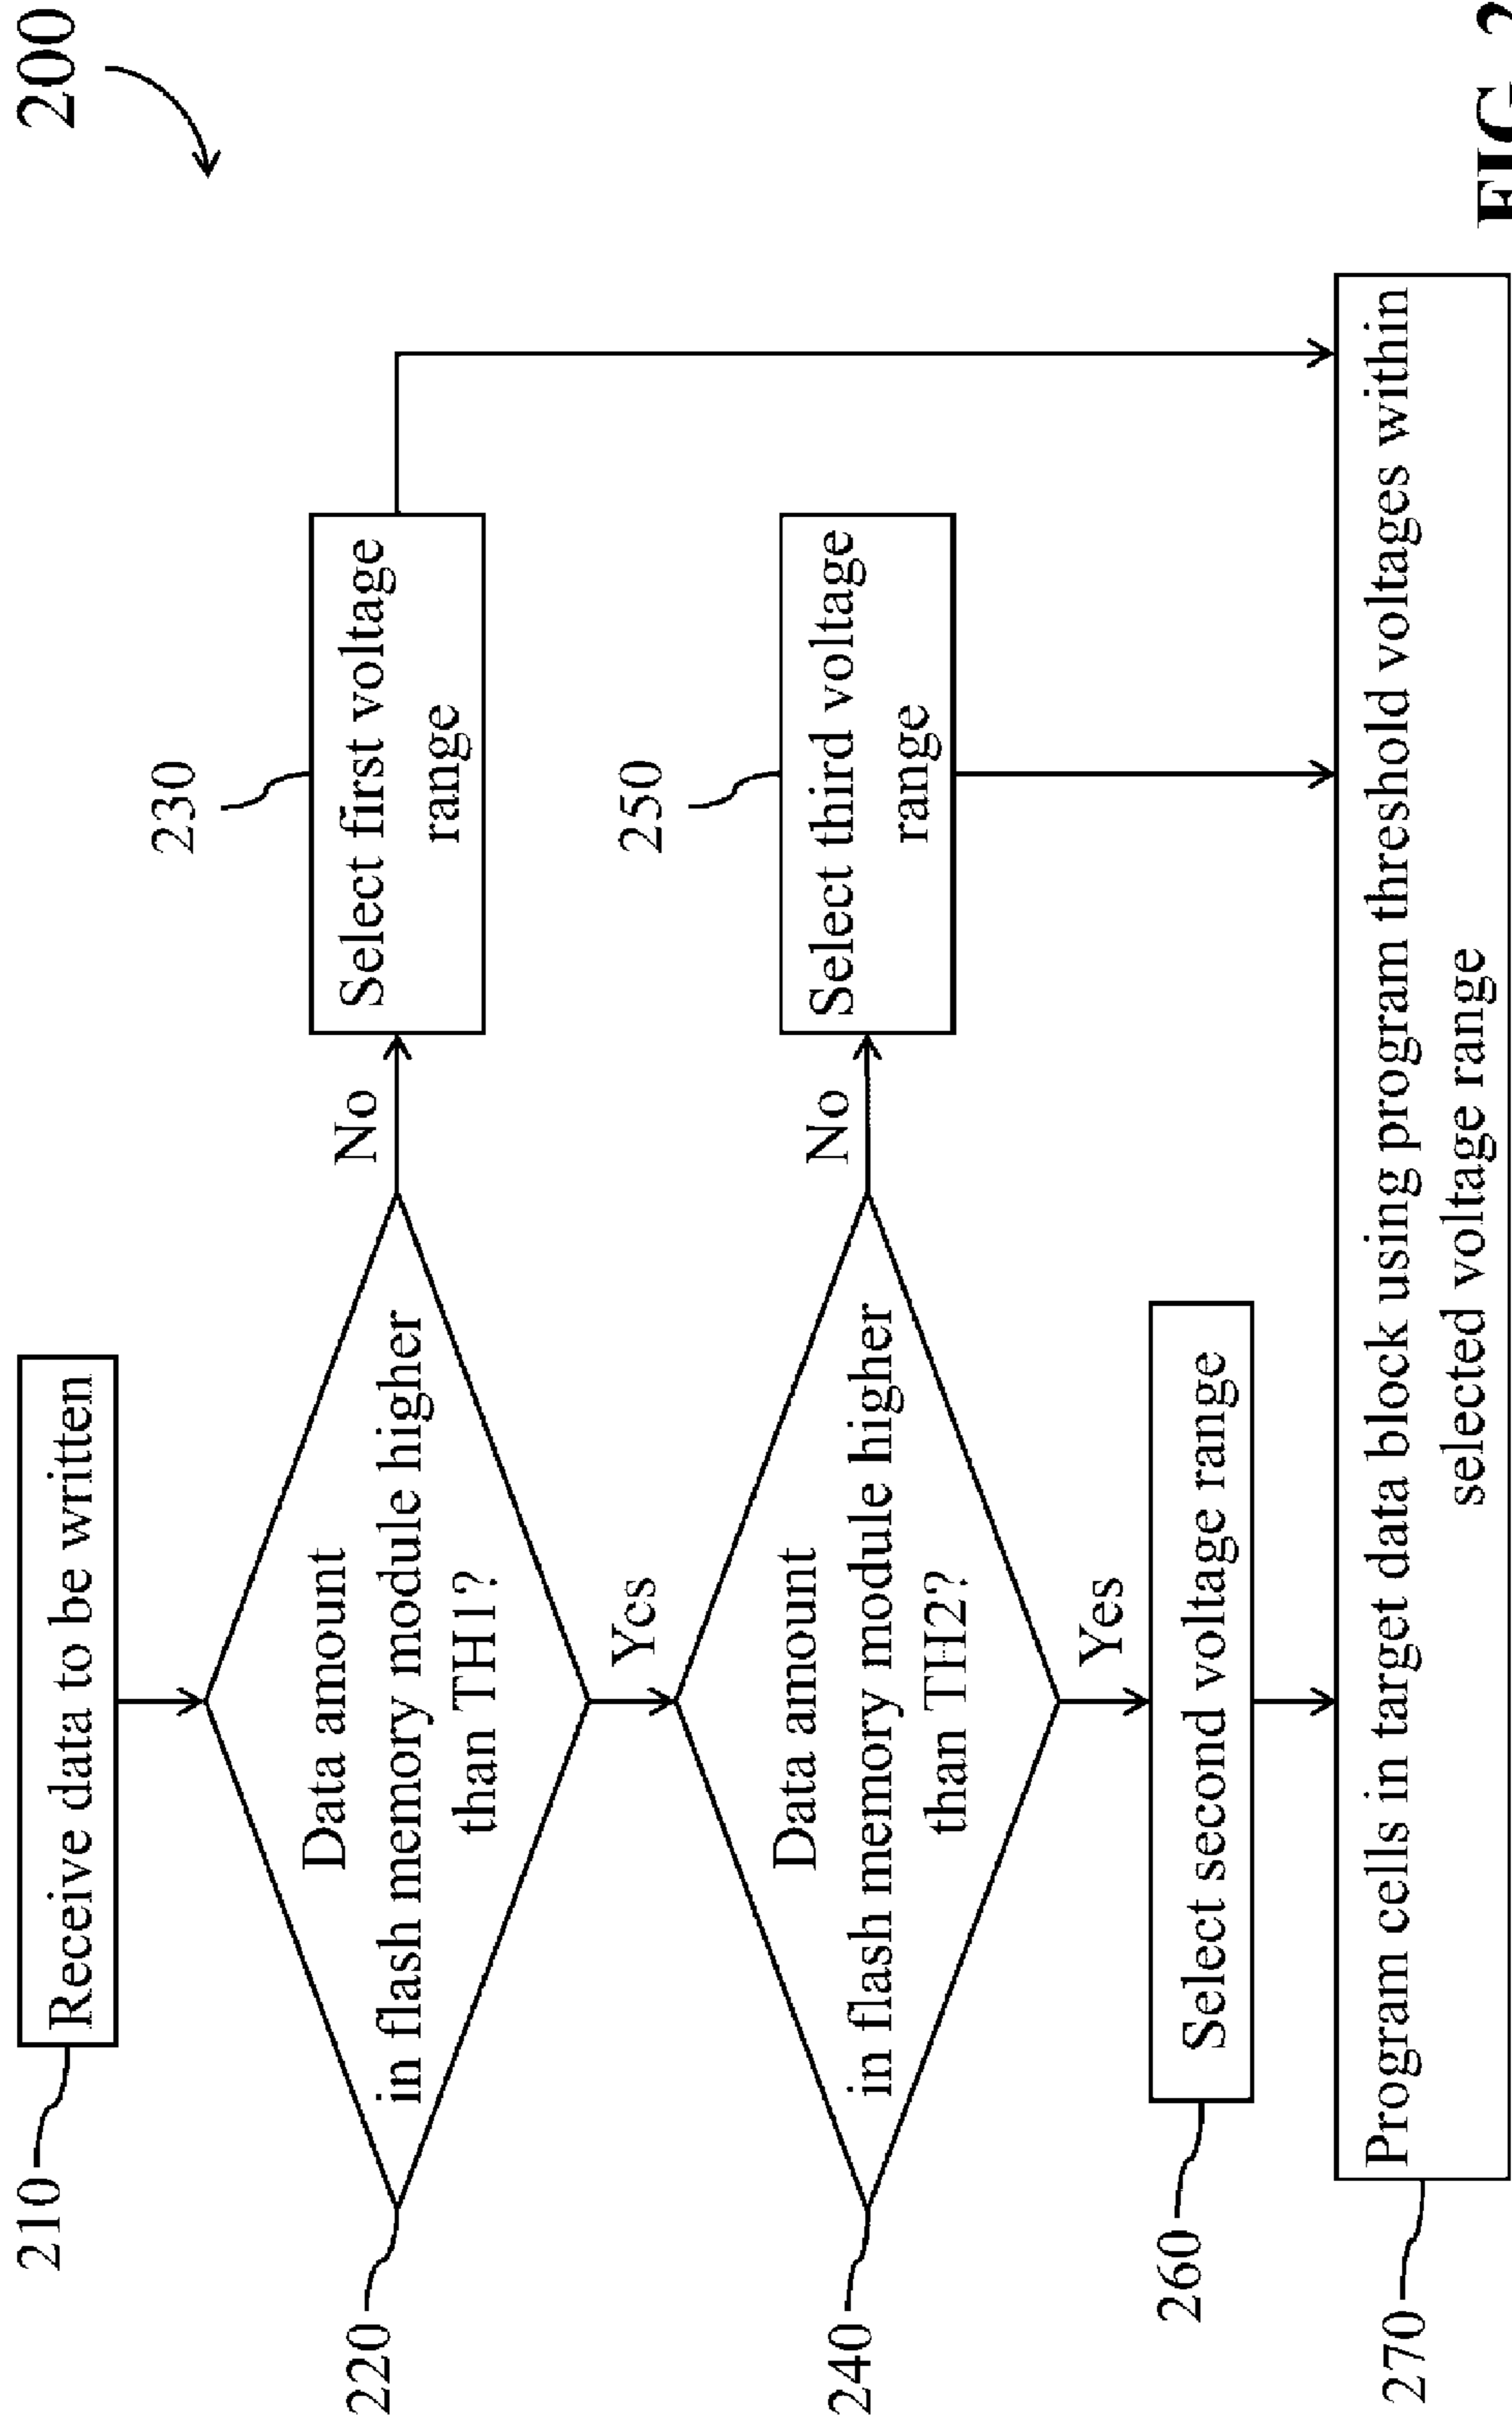 200
210
Receive data to be written
220
Data amount
in flash memory module higher
than TH1?
No
230
Select first voltage
range
Yes
240
Data amount
in flash memory module higher
than TH2?
No
250
Select third voltage
range
Yes
260
Select second voltage range
270
Program cells in target data block using program threshold voltages within
selected voltage range
FIG. 2